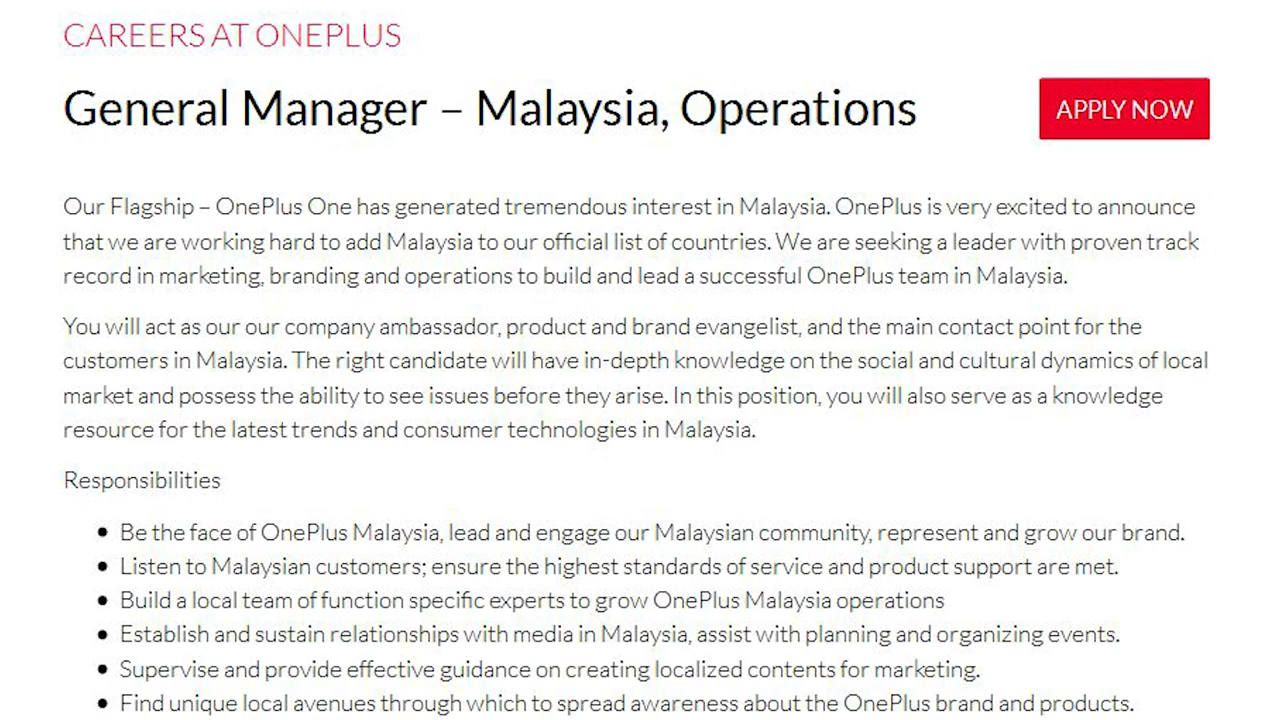 CAREERS AT ONEPLUS
General Manager – Malaysia, Operations
APPLY NOW
Our Flagship – OnePlus One has generated tremendous interest in Malaysia. OnePlus is very excited to announce
that we are working hard to add Malaysia to our official list of countries. We are seeking a leader with proven track
record in marketing, branding and operations to build and lead a successful OnePlus team in Malaysia.
You will act as our our company ambassador, product and brand evangelist, and the main contact point for the
customers in Malaysia. The right candidate will have in-depth knowledge on the social and cultural dynamics of local
market and possess the ability to see issues before they arise. In this position, you will also serve as a knowledge
resource for the latest trends and consumer technologies in Malaysia.
Responsibilities
• Be the face of OnePlus Malaysia, lead and engage our Malaysian community, represent and grow our brand.
• Listen to Malaysian customers; ensure the highest standards of service and product support are met.
• Build a local team of function specific experts to grow OnePlus Malaysia operations
• Establish and sustain relationships with media in Malaysia, assist with planning and organizing events.
• Supervise and provide effective guidance on creating localized contents for marketing.
• Find unique local avenues through which to spread awareness about the OnePlus brand and products.